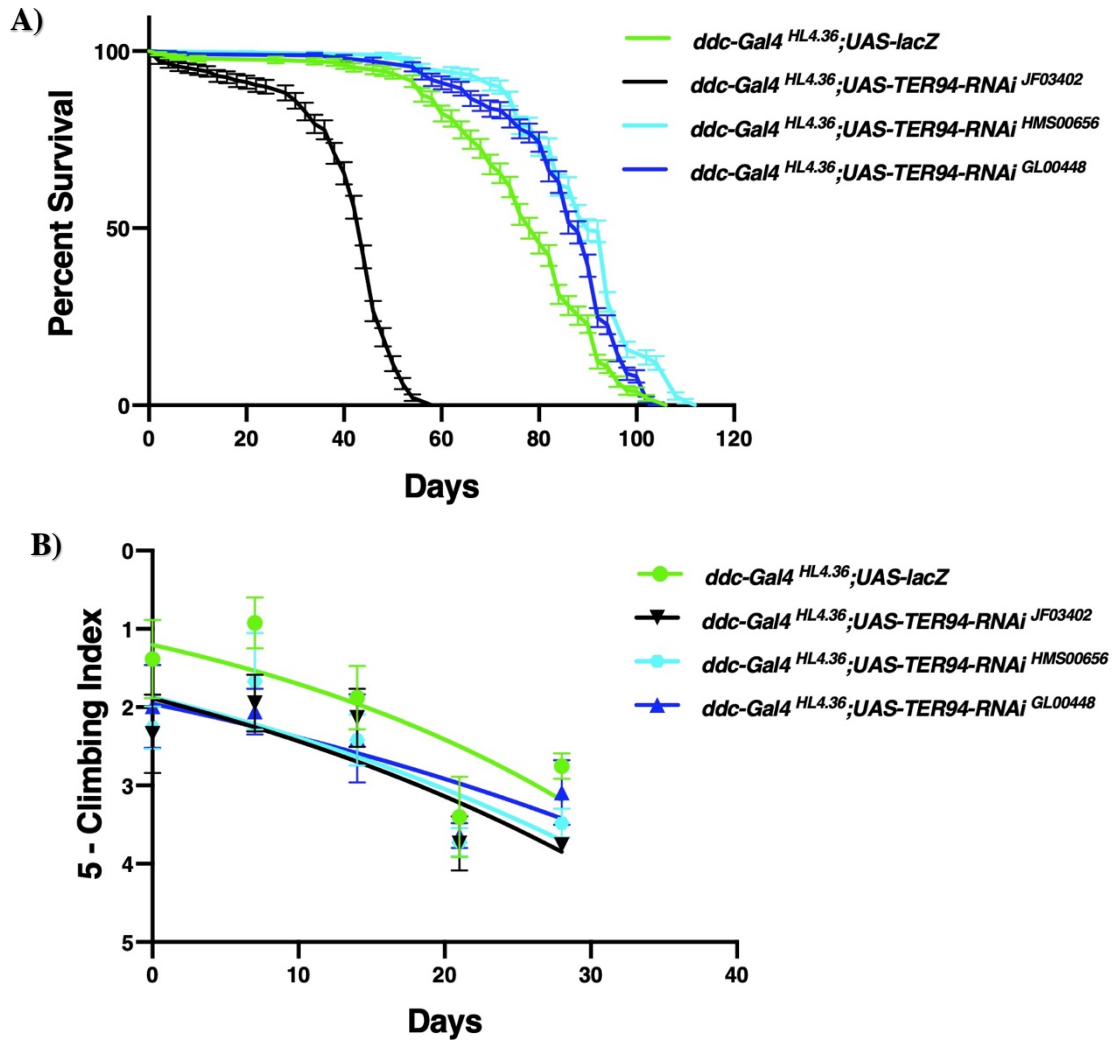 A)
Percent Survival
100
50
0
0 20 40 60 80 100 120
Days
ddc-Gal4 HL4.36;UAS-lacZ
ddc-Gal4 HL4.36;UAS-TER94-RNAi JF03402
ddc-Gal4 HL4.36;UAS-TER94-RNAi HMS00656
ddc-Gal4 HL4.36;UAS-TER94-RNAi GL00448
B)
5 - Climbing Index
0
1
2
3
4
5
0 10 20 30 40
Days
ddc-Gal4 HL4.36;UAS-lacZ
ddc-Gal4 HL4.36;UAS-TER94-RNAi JF03402
ddc-Gal4 HL4.36;UAS-TER94-RNAi HMS00656
ddc-Gal4 HL4.36;UAS-TER94-RNAi GL00448